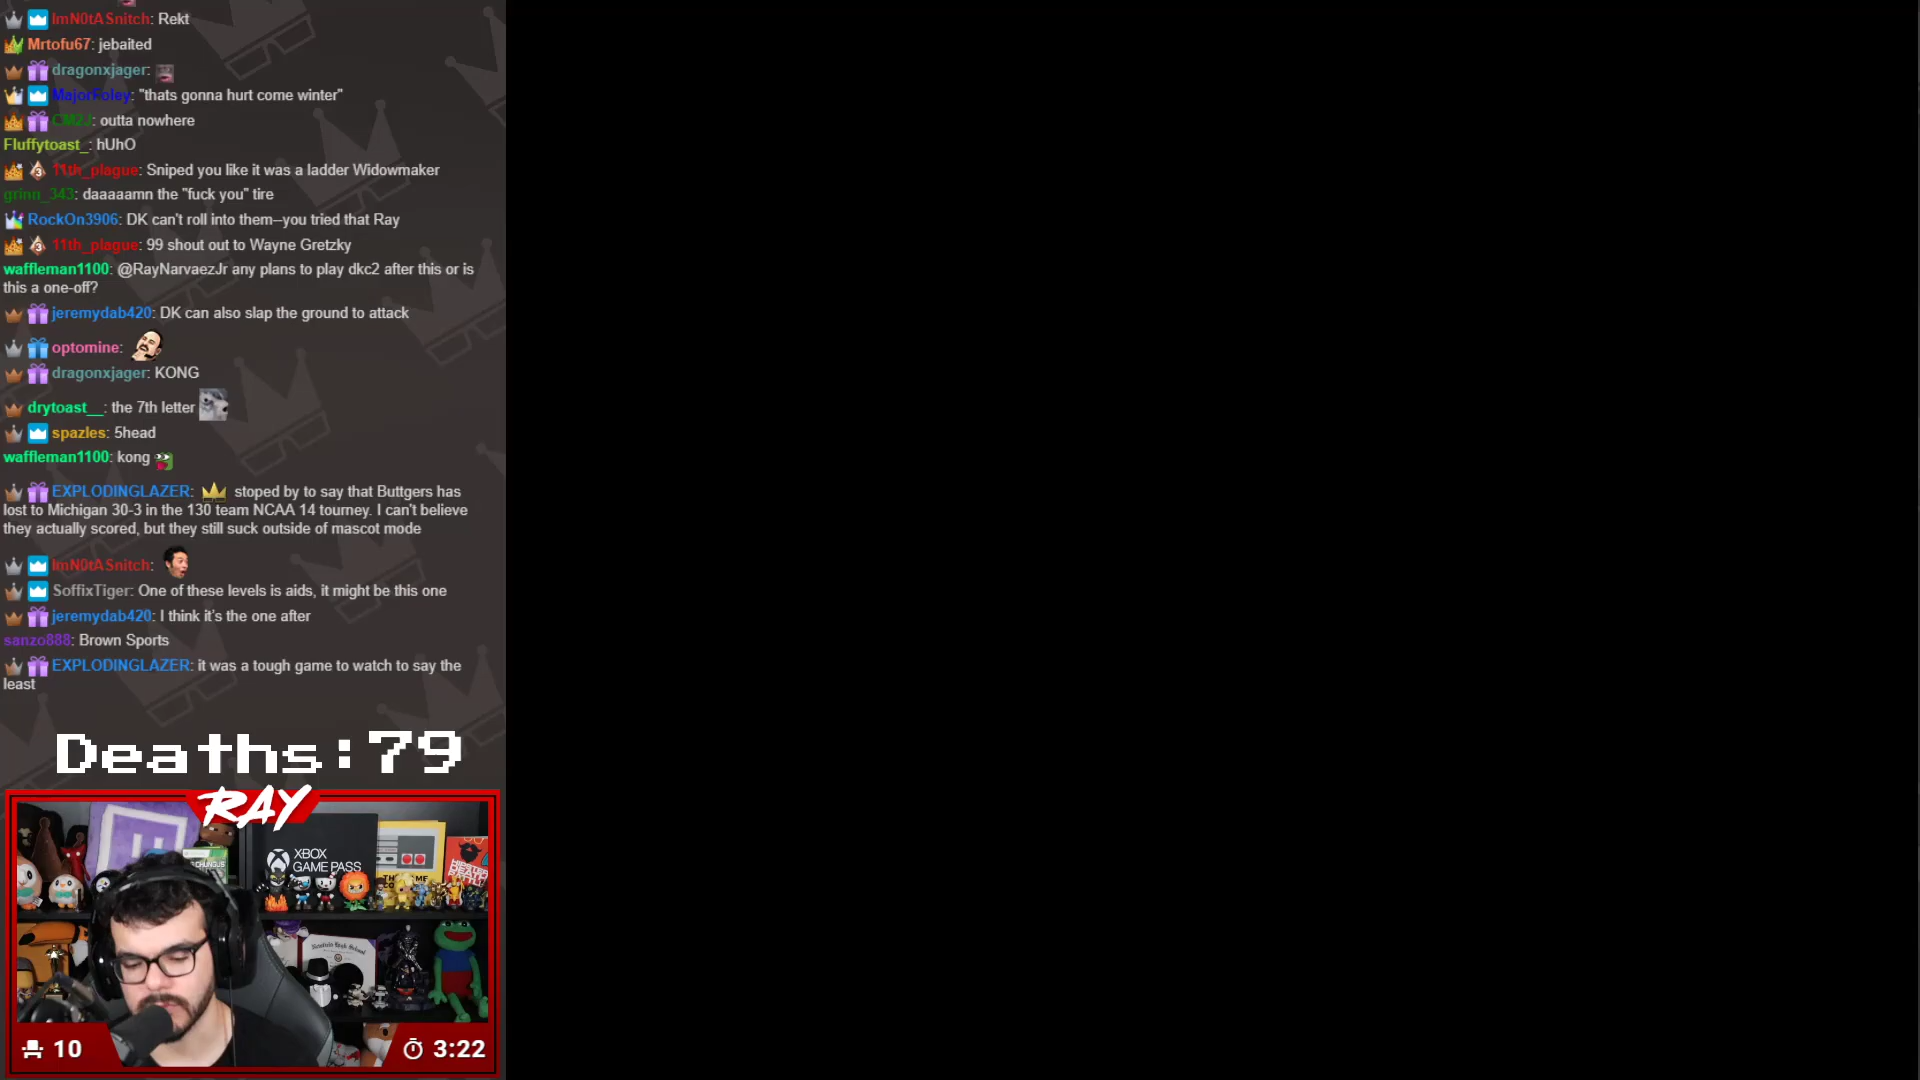 ImN0tASnitch: Rekt
Mrtofu67: jebaited
dragonxjager:
MajorFoley: "thats gonna hurt come winter"
CM2J: outta nowhere
Fluffytoast_: hUhO
11th_plague: Sniped you like it was a ladder Widowmaker
grinn_343: daaaaamn the "fuck you" tire
RockOn3906: DK can't roll into them--you tried that Ray
11th_plague: 99 shout out to Wayne Gretzky
waffleman1100: @RayNarvaezJr any plans to play dkc2 after this or is
this a one-off?
jeremydab420: DK can also slap the ground to attack
optomine:
dragonxjager: KONG
drytoast__: the 7th letter
spazles: 5head
waffleman1100: kong
EXPLODINGLAZER: stoped by to say that Buttgers has
lost to Michigan 30-3 in the 130 team NCAA 14 tourney. I can't believe
they actually scored, but they still suck outside of mascot mode
ImN0tASnitch:
SoffixTiger: One of these levels is aids, it might be this one
jeremydab420: I think it's the one after
sanzo888: Brown Sports
EXPLODINGLAZER: it was a tough game to watch to say the
least
Deaths:79
RAY
XBOX
GAME PASS
10
3:22